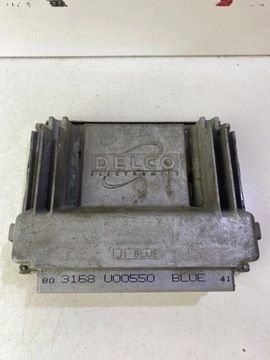 DELCO
ELECTRONICS
J1 BLUE
80 3168 U00550 BLUE 41